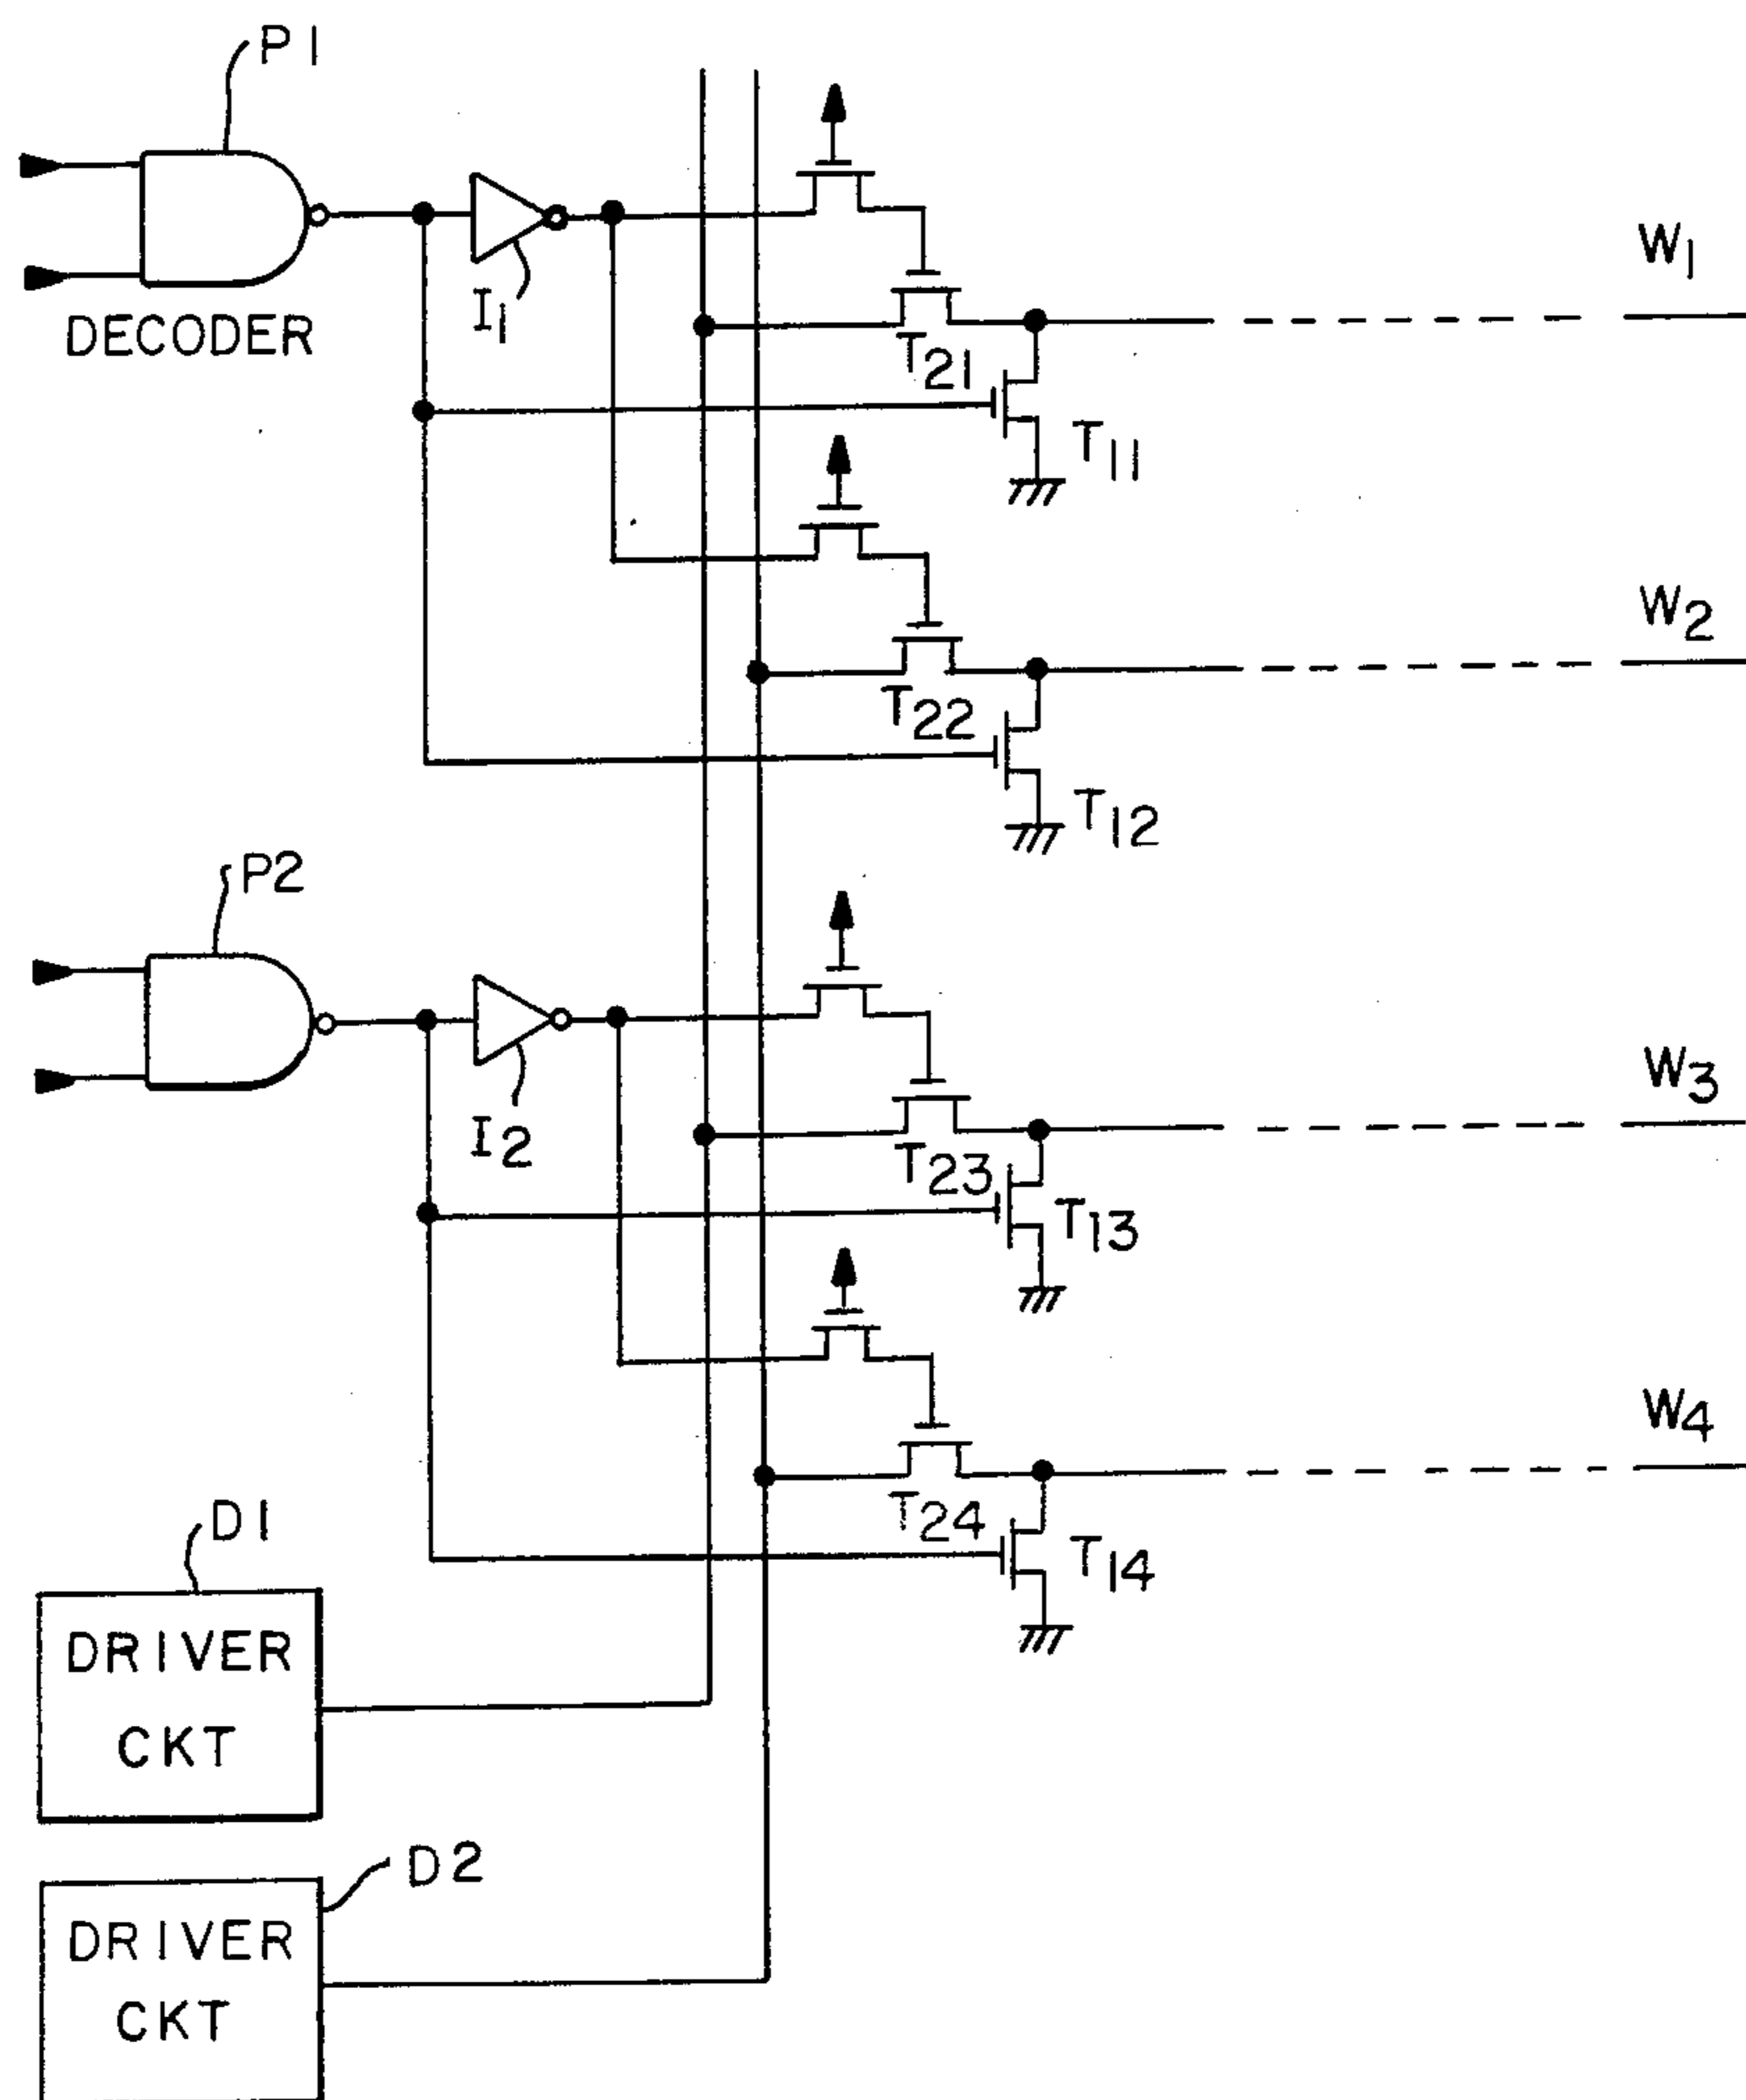 P1
DECODER
I1
W1
T21
T11
W2
T22
T12
P2
I2
W3
T23
T13
W4
T24
T14
D1
DRIVER
CKT
D2
DRIVER
CKT